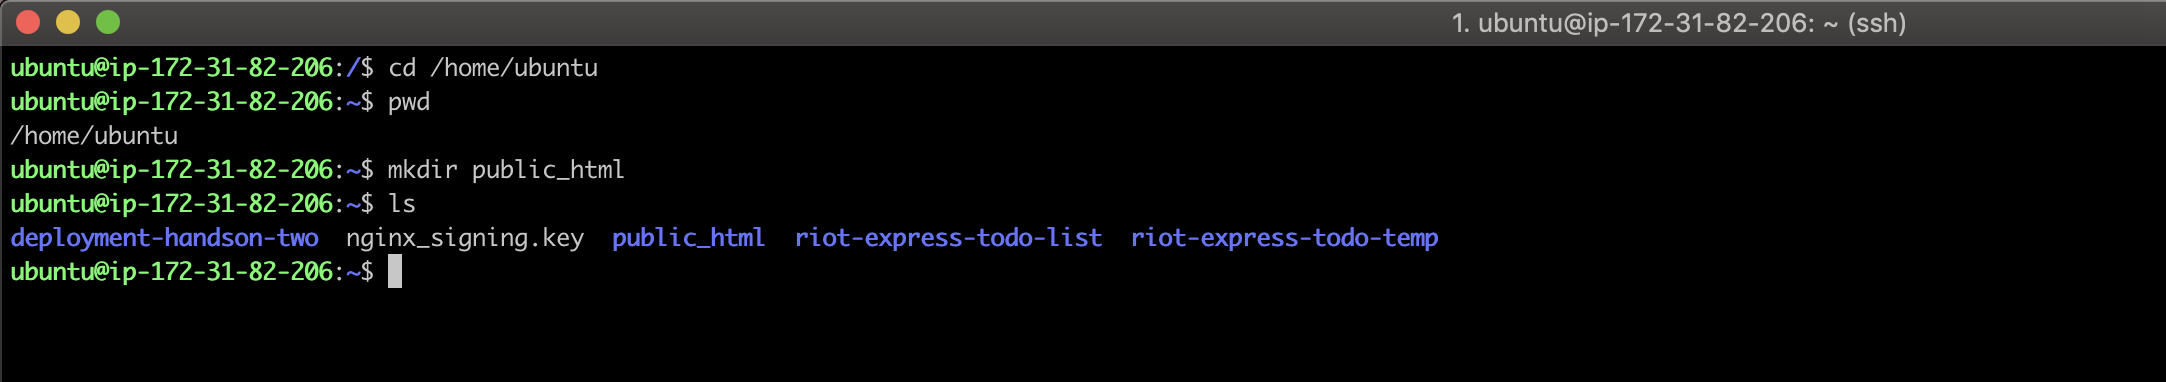 1. ubuntu@ip-172-31-82-206: ~ (ssh)
ubuntu@ip-172-31-82-206:/$ cd /home/ubuntu
ubuntu@ip-172-31-82-206:~$ pwd
/home/ubuntu
ubuntu@ip-172-31-82-206:~$ mkdir public_html
ubuntu@ip-172-31-82-206:~$ ls
deployment-handson-two  nginx_signing.key  public_html  riot-express-todo-list  riot-express-todo-temp
ubuntu@ip-172-31-82-206:~$